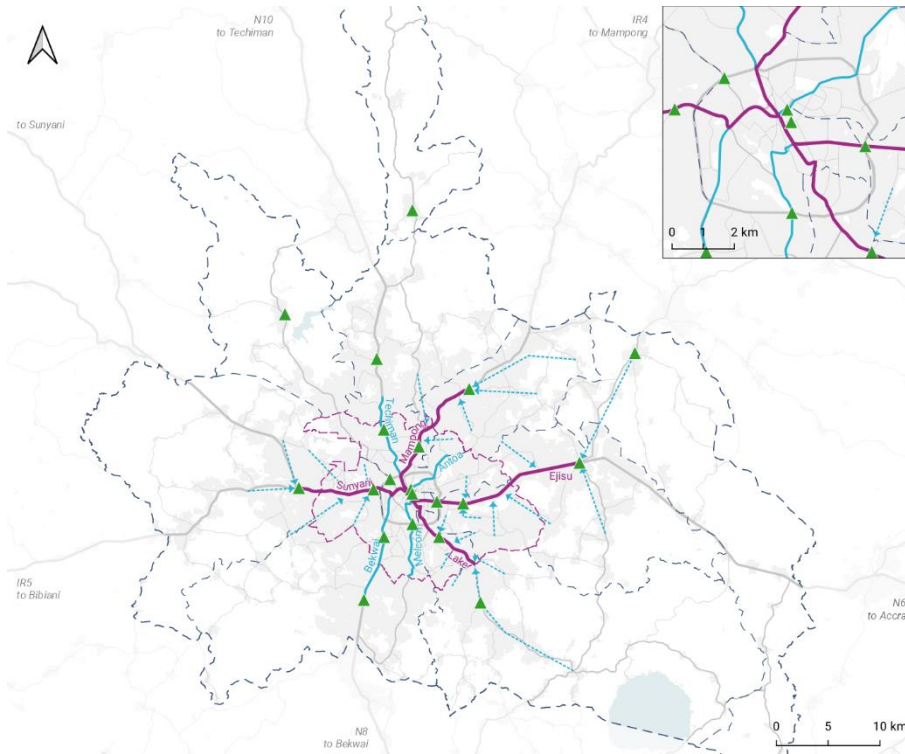 N10
to Techiman
IR4
to Mampong
to Sunyani
0 1 2 km
Techiman
Mampong
Antoa
Sunyani
Ejisu
Bekwai
Melcom
Lake
IR5
to Bibiani
N6
to Accra
N8
to Bekwai
0 5 10 km